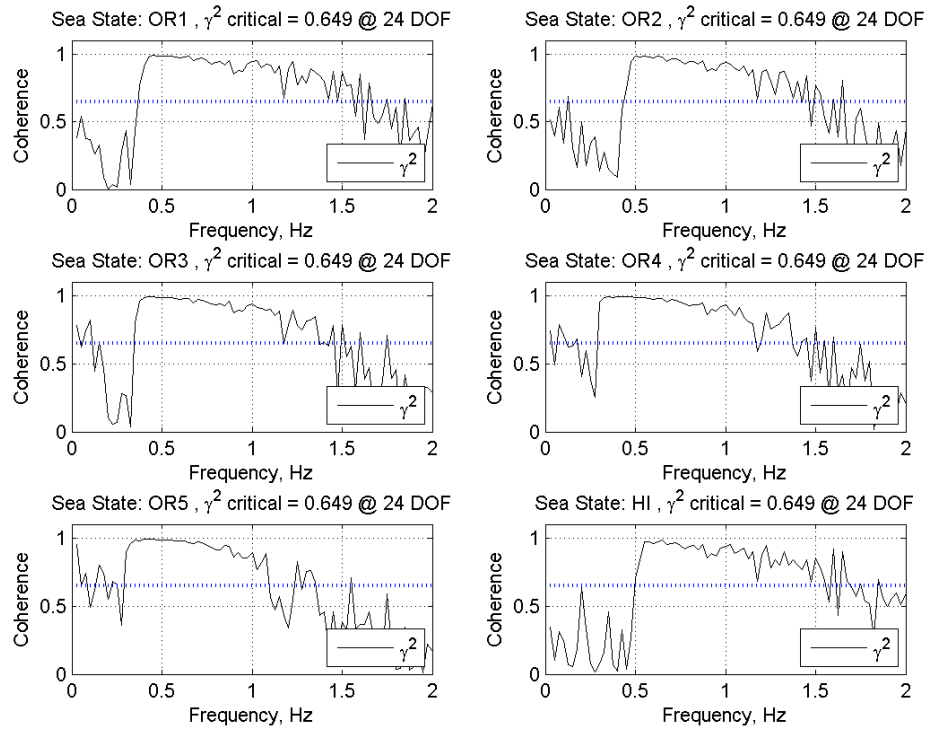 Sea State: OR1 , γ² critical = 0.649 @ 24 DOF
Coherence
1
0.5
0
γ²
0 0.5 1 1.5 2
Frequency, Hz
Sea State: OR2 , γ² critical = 0.649 @ 24 DOF
Coherence
1
0.5
0
γ²
0 0.5 1 1.5 2
Frequency, Hz
Sea State: OR3 , γ² critical = 0.649 @ 24 DOF
Coherence
1
0.5
0
γ²
0 0.5 1 1.5 2
Frequency, Hz
Sea State: OR4 , γ² critical = 0.649 @ 24 DOF
Coherence
1
0.5
0
γ²
0 0.5 1 1.5 2
Frequency, Hz
Sea State: OR5 , γ² critical = 0.649 @ 24 DOF
Coherence
1
0.5
0
γ²
0 0.5 1 1.5 2
Frequency, Hz
Sea State: HI , γ² critical = 0.649 @ 24 DOF
Coherence
1
0.5
0
γ²
0 0.5 1 1.5 2
Frequency, Hz